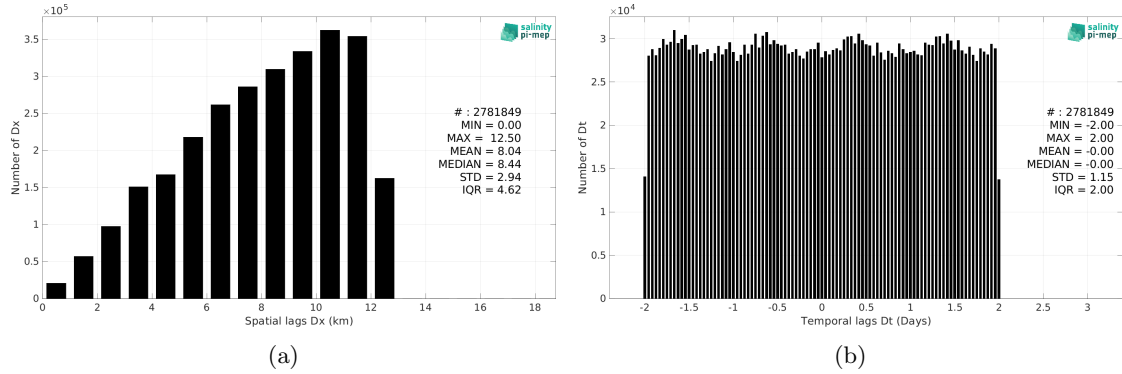 ×10⁵
3.5
3
2.5
2
1.5
1
0.5
0
Number of Dx
salinity
pi-mep
# : 2781849
MIN = 0.00
MAX = 12.50
MEAN = 8.04
MEDIAN = 8.44
STD = 2.94
IQR = 4.62
0 2 4 6 8 10 12 14 16 18
Spatial lags Dx (km)
(a)
×10⁴
3
2.5
2
1.5
1
0.5
0
Number of Dt
salinity
pi-mep
# : 2781849
MIN = -2.00
MAX = 2.00
MEAN = -0.00
MEDIAN = -0.00
STD = 1.15
IQR = 2.00
-2 -1.5 -1 -0.5 0 0.5 1 1.5 2 2.5 3
Temporal lags Dt (Days)
(b)